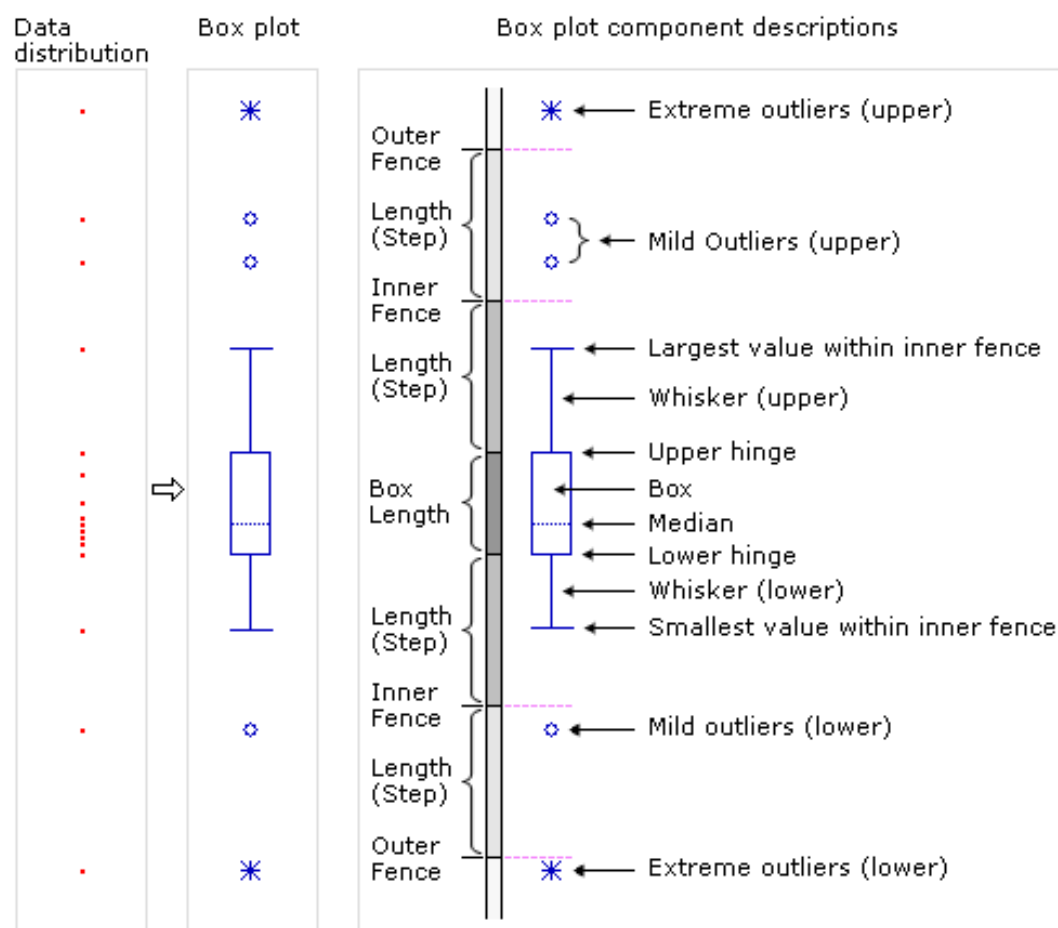 Data
distribution
Box plot
Box plot component descriptions
Extreme outliers (upper)
Outer
Fence
Length
(Step)
Mild Outliers (upper)
Inner
Fence
Largest value within inner fence
Length
(Step)
Whisker (upper)
Upper hinge
Box
Length
Box
Median
Lower hinge
Whisker (lower)
Length
(Step)
Smallest value within inner fence
Inner
Fence
Mild outliers (lower)
Length
(Step)
Outer
Fence
Extreme outliers (lower)